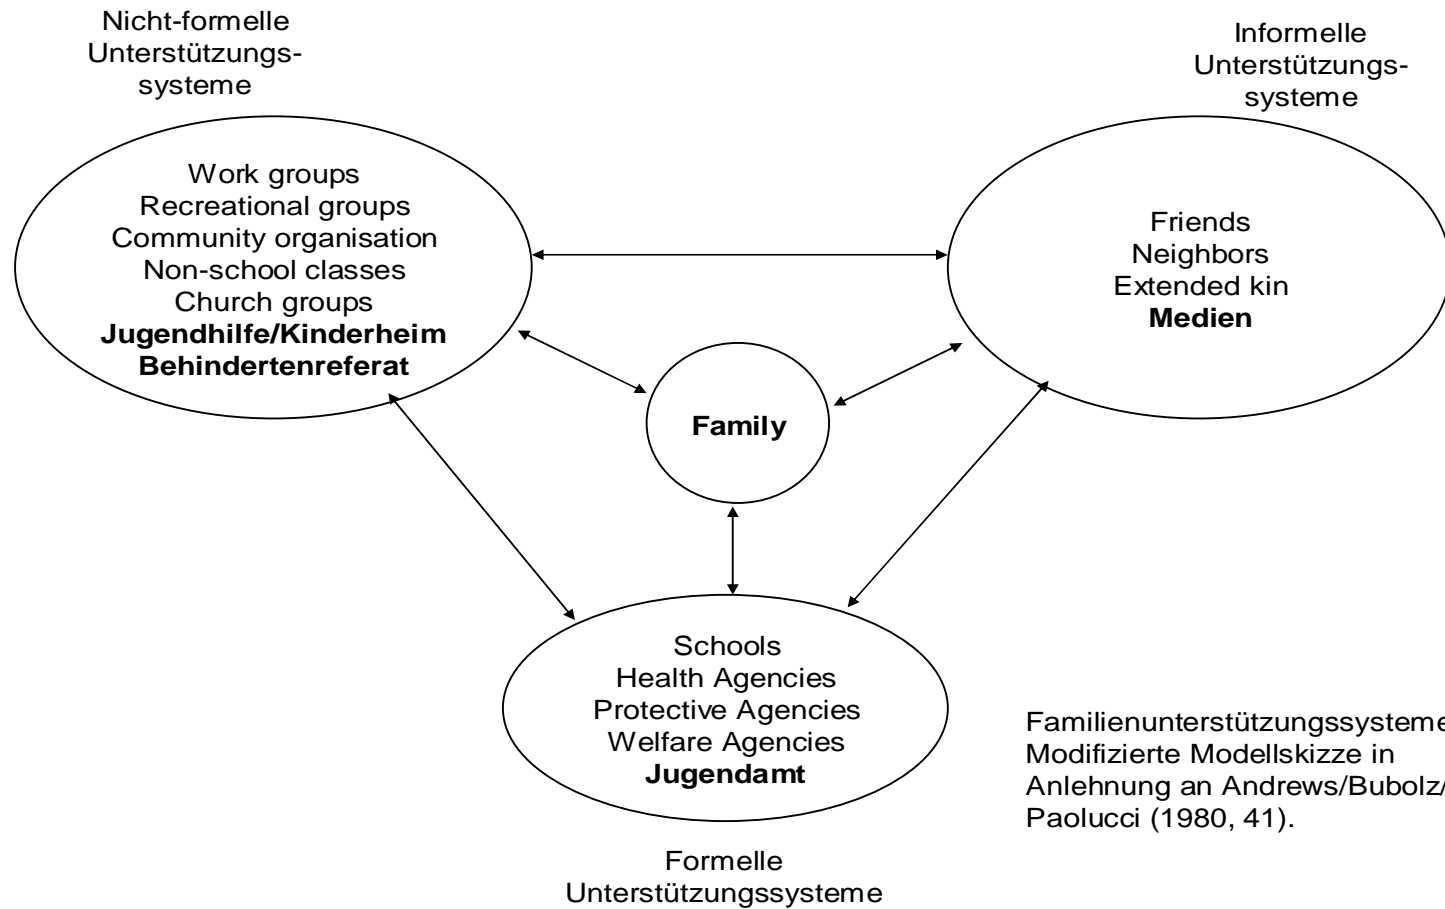 Nicht-formelle
Unterstützungs-
systeme
Informelle
Unterstützungs-
systeme
Work groups
Recreational groups
Community organisation
Non-school classes
Church groups
Jugendhilfe/Kinderheim
Behindertenreferat
Friends
Neighbors
Extended kin
Medien
Family
Schools
Health Agencies
Protective Agencies
Welfare Agencies
Jugendamt
Familienunterstützungssysteme
Modifizierte Modellskizze in
Anlehnung an Andrews/Bubolz/
Paolucci (1980, 41).
Formelle
Unterstützungssysteme